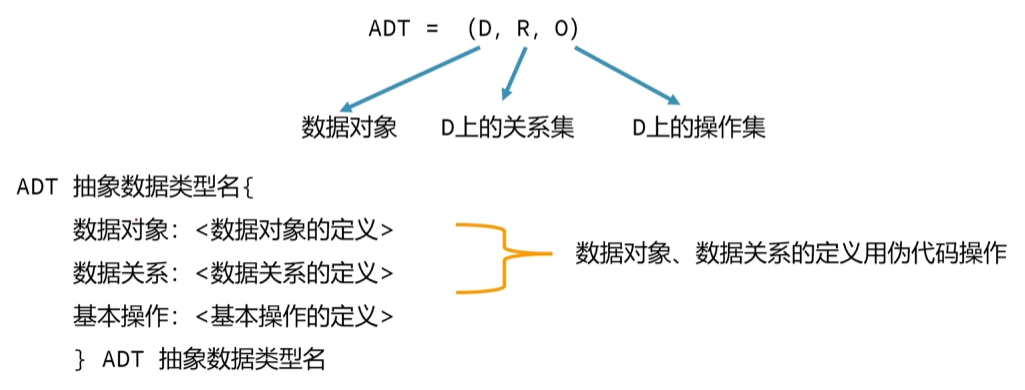 ADT = (D, R, O)
数据对象 D上的关系集 D上的操作集
ADT 抽象数据类型名{
数据对象: <数据对象的定义>
数据关系: <数据关系的定义>
数据对象、数据关系的定义用伪代码操作
基本操作: <基本操作的定义>
} ADT 抽象数据类型名